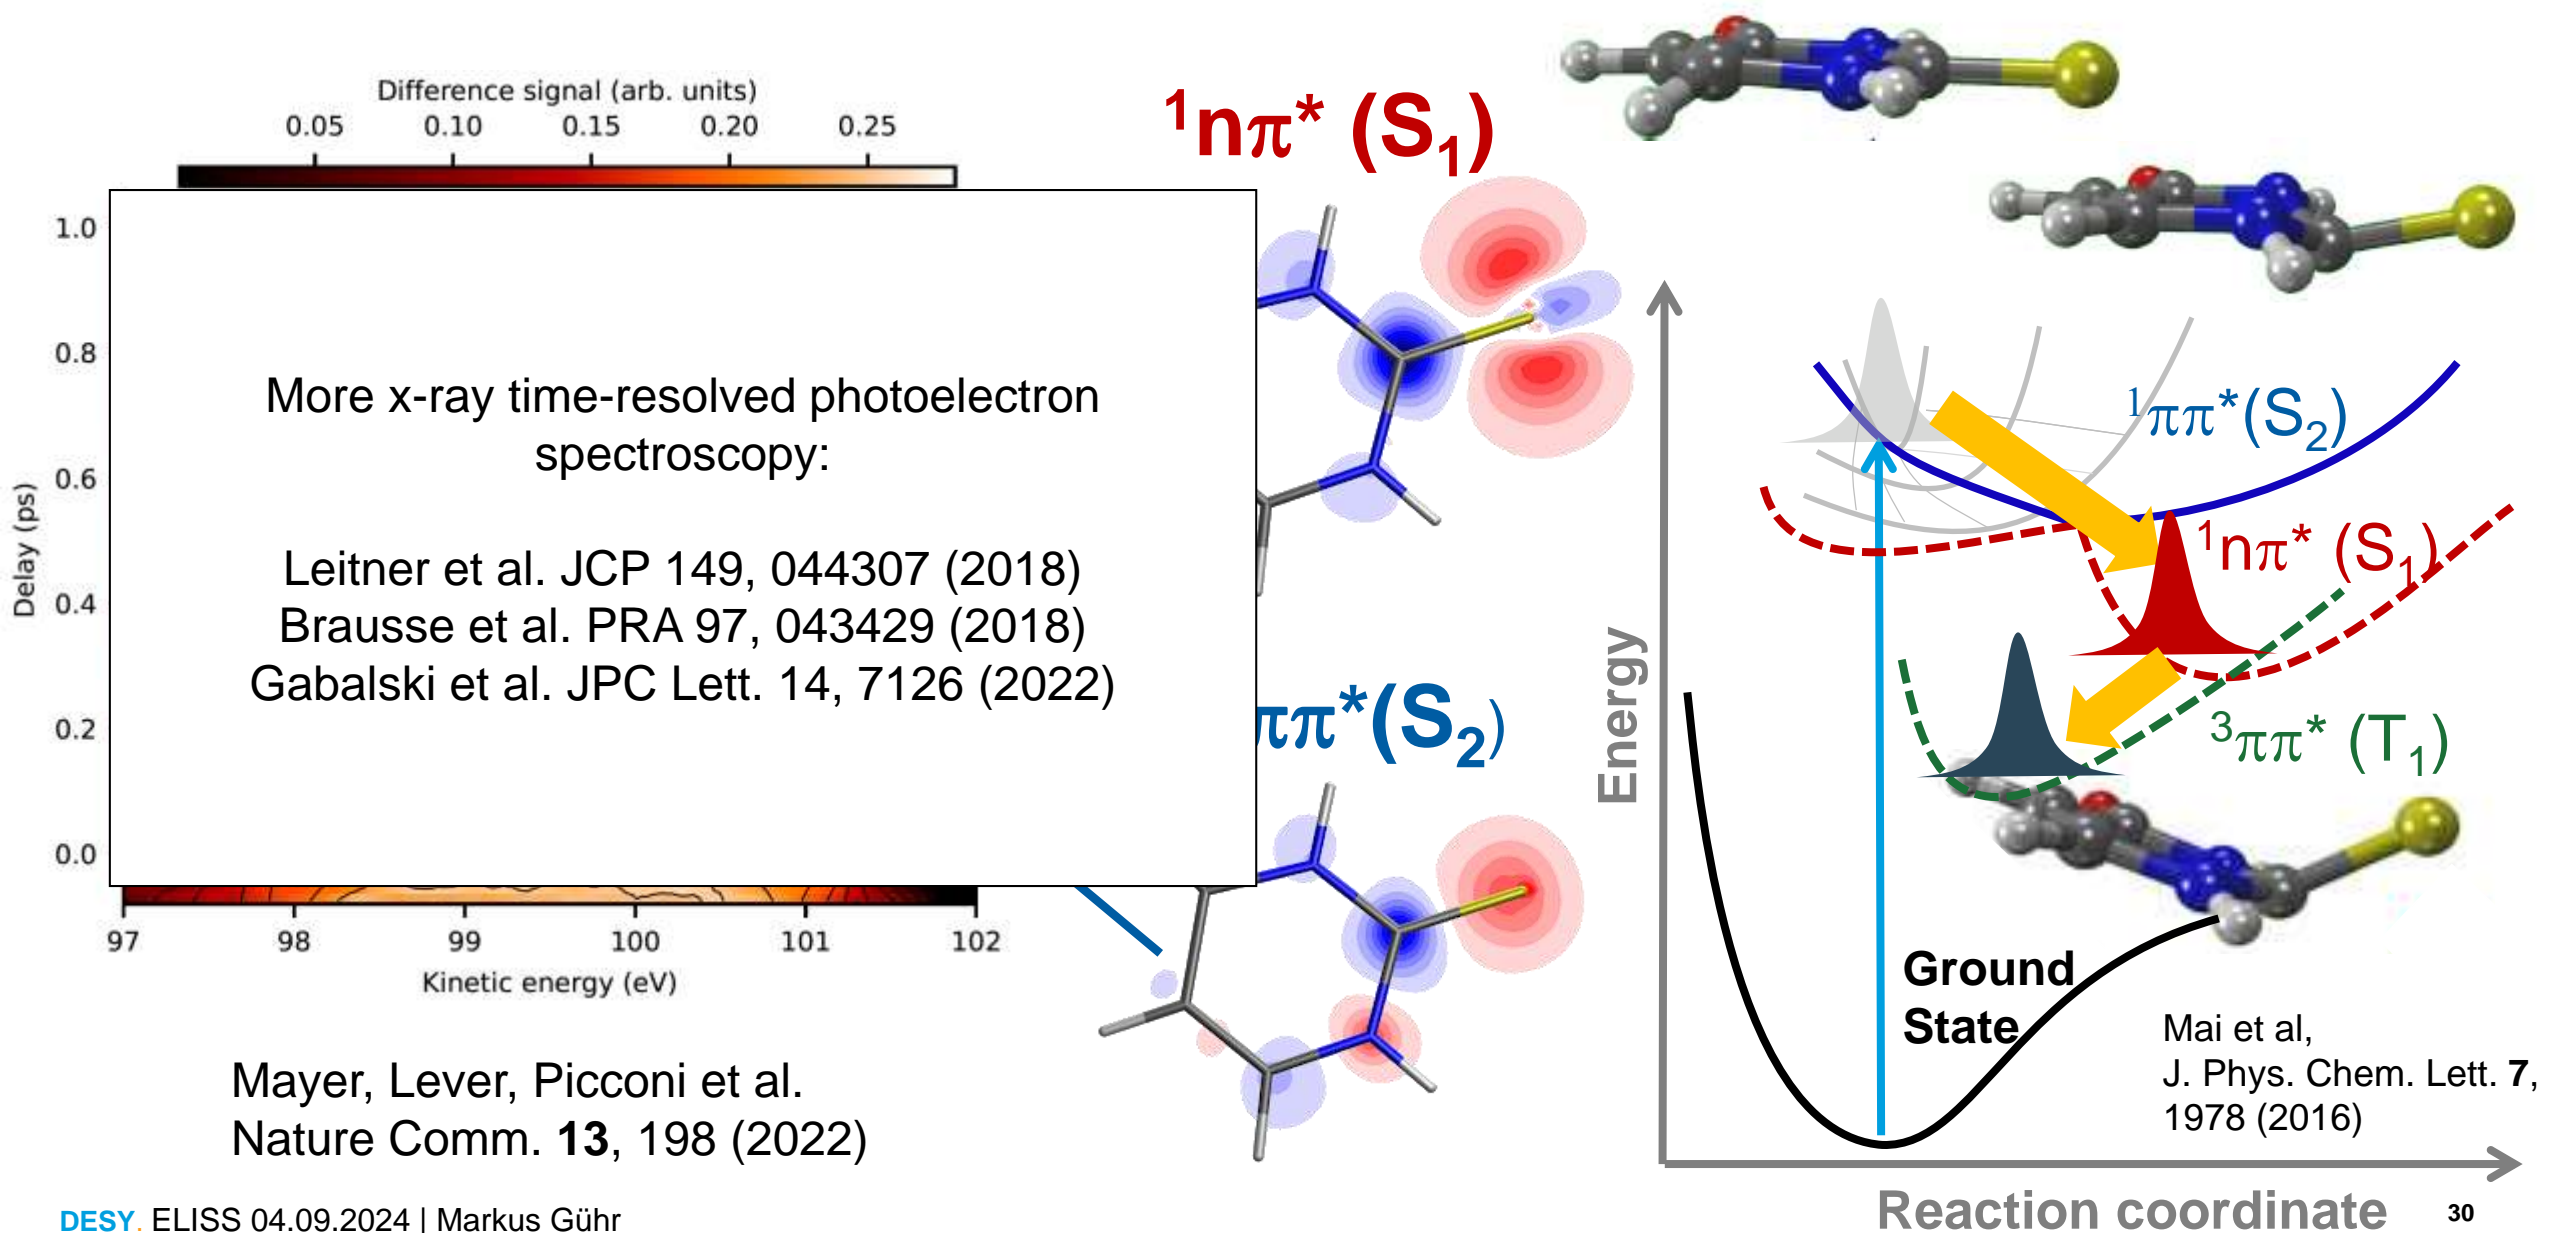 Difference signal (arb. units)
0.05 0.10 0.15 0.20 0.25
Delay (ps)
1.0
0.8
0.6
0.4
0.2
0.0
More x-ray time-resolved photoelectron
spectroscopy:
Leitner et al. JCP 149, 044307 (2018)
Brausse et al. PRA 97, 043429 (2018)
Gabalski et al. JPC Lett. 14, 7126 (2022)
97 98 99 100 101 102
Kinetic energy (eV)
Mayer, Lever, Picconi et al.
Nature Comm. 13, 198 (2022)
¹nπ* (S₁)
ππ*(S₂)
Energy
¹ππ*(S₂)
¹nπ* (S₁)
³ππ* (T₁)
Ground
State
Mai et al,
J. Phys. Chem. Lett. 7,
1978 (2016)
Reaction coordinate
DESY. ELISS 04.09.2024 | Markus Gühr
30